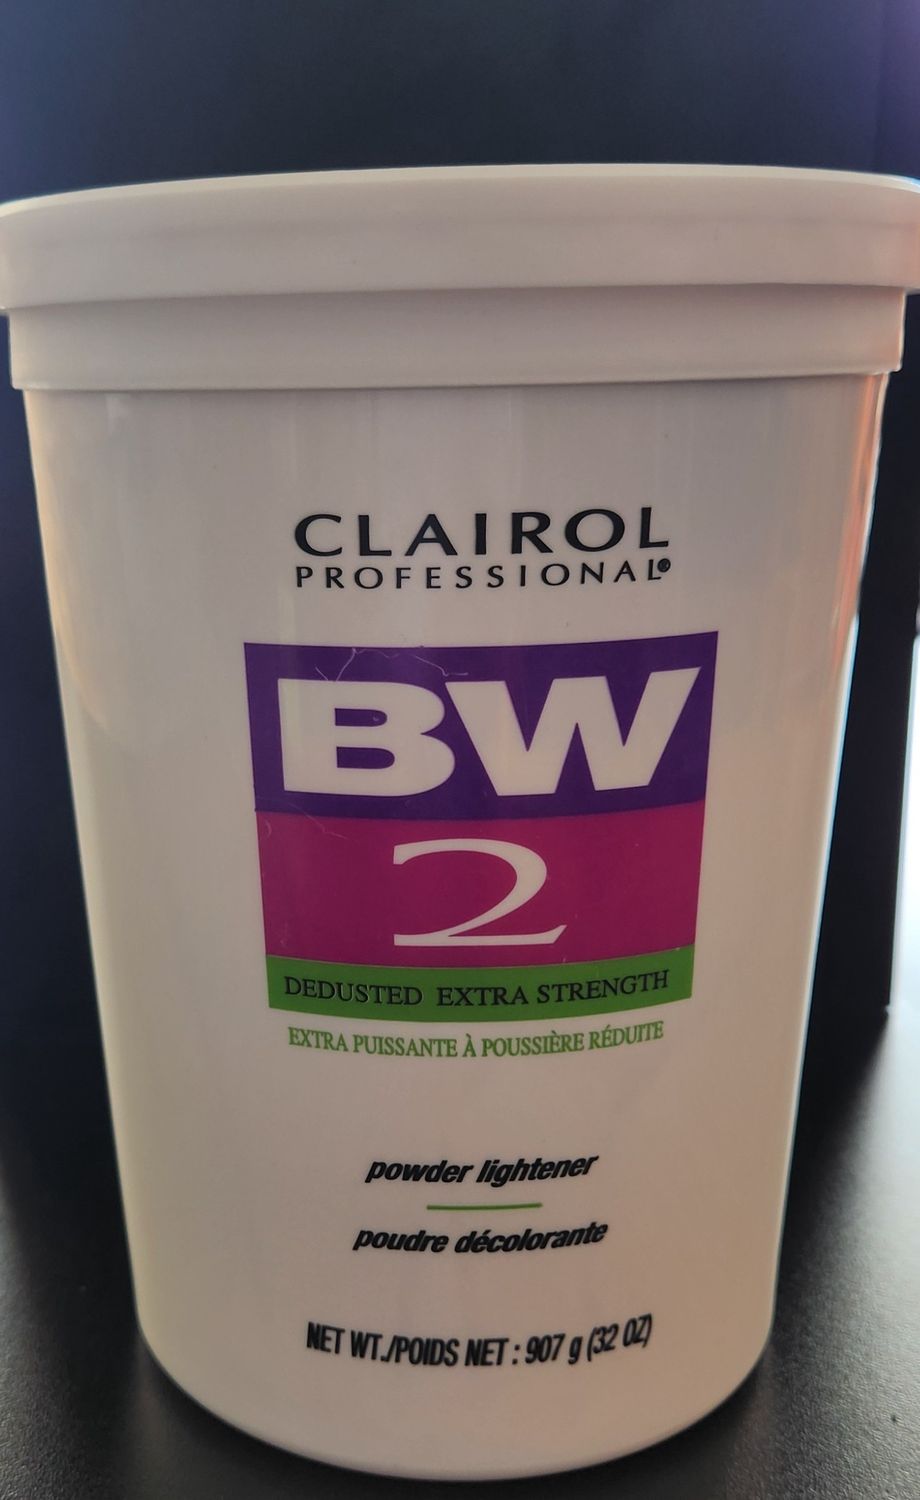 CLAIROL
PROFESSIONAL®
BW
2
DEDUSTED EXTRA STRENGTH
EXTRA PUISSANTE À POUSSIÈRE RÉDUITE
powder lightener
poudre décolorante
NET WT./POIDS NET : 907 g (32 OZ)